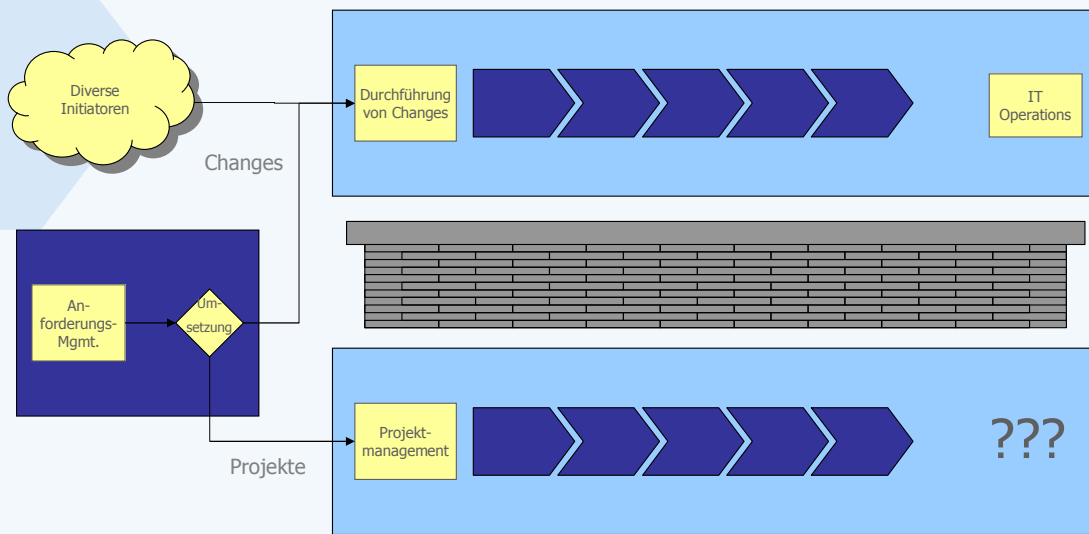 Diverse
Initiatoren
Durchführung
von Changes
IT
Operations
Changes
An-
forderungs-
Mgmt.
Um-
setzung
Projekt-
management
???
Projekte